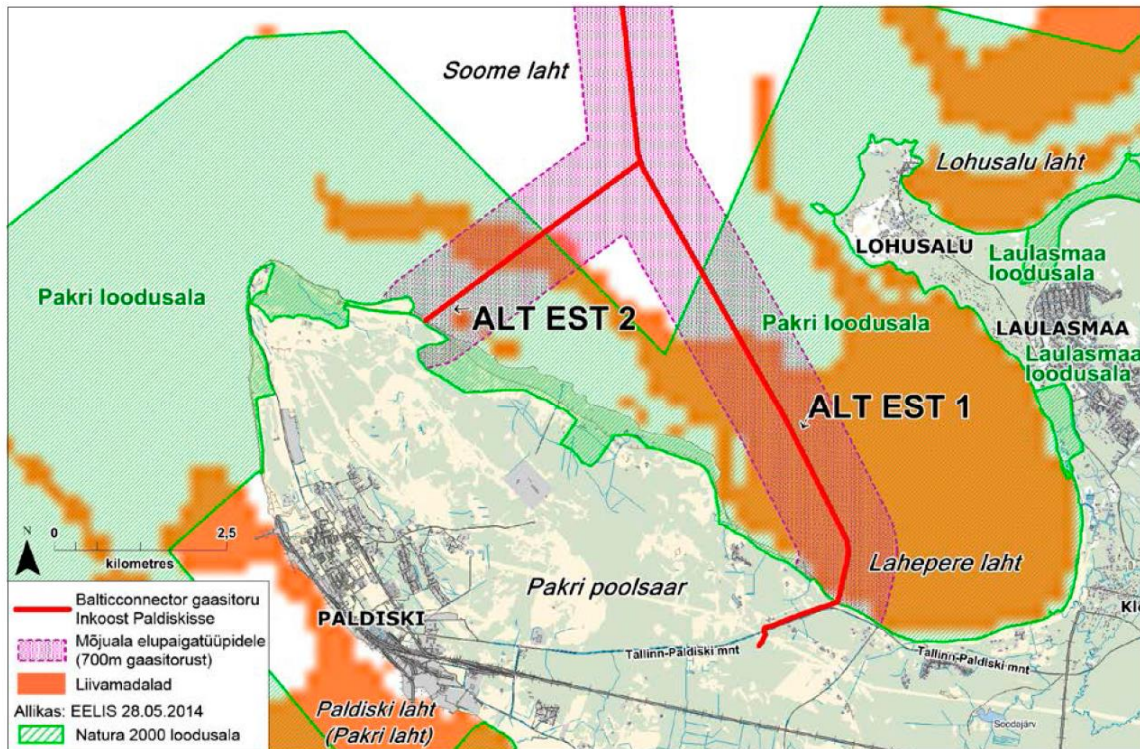 Soome laht
Lohusalu laht
LOHUSALU
Laulasmaa
loodusala
Pakri loodusala
ALT EST 2
Pakri loodusala
LAULASMAA
Laulasmaa
loodusala
ALT EST 1
N
0 2,5
kilometres
Pakri poolsaar
Lahepere laht
PALDISKI
Tallinn-Paldiski mnt
Tallinn-Paldiski mnt
Balticconnector gaasitoru
Inkoost Paldiskisse
Mõjuala elupaigatüüpidele
(700m gaasitorust)
Liivamadalad
Allikas: EELIS 28.05.2014
Natura 2000 loodusala
Paldiski laht
(Pakri laht)
Soodojärv